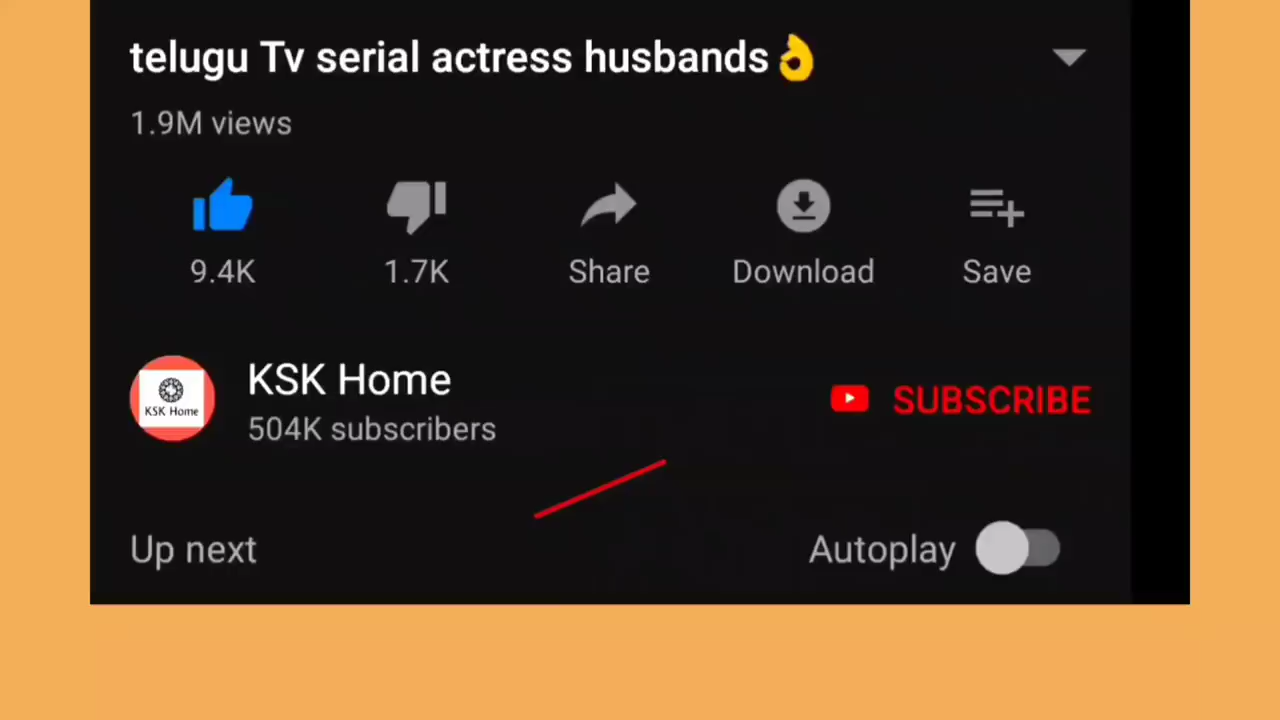 telugu Tv serial actress husbands👌
1.9M views
9.4K 1.7K Share Download Save
KSK Home
KSK Home
504K subscribers
SUBSCRIBE
Up next
Autoplay